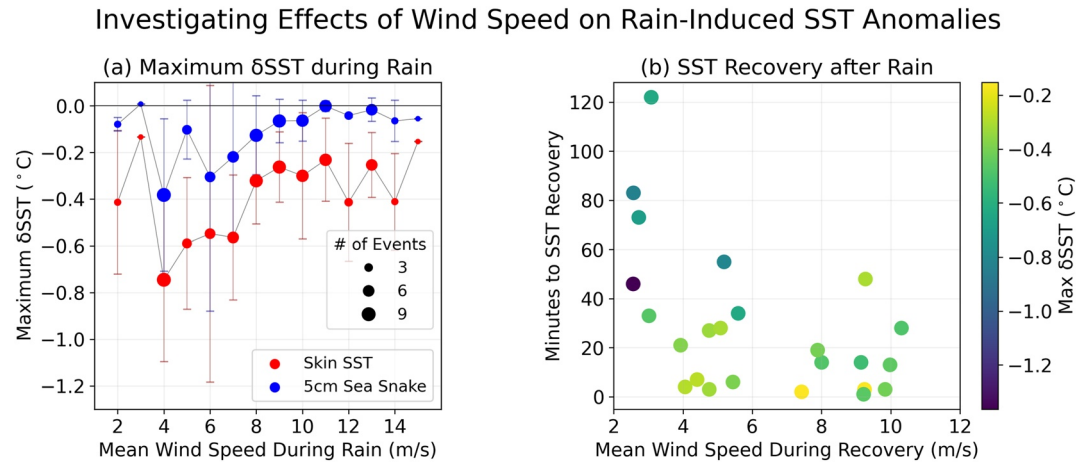 Investigating Effects of Wind Speed on Rain-Induced SST Anomalies
(a) Maximum δSST during Rain
Maximum δSST (°C)
0.0
−0.2
−0.4
−0.6
−0.8
−1.0
−1.2
# of Events
3
6
9
Skin SST
5cm Sea Snake
2 4 6 8 10 12 14
Mean Wind Speed During Rain (m/s)
(b) SST Recovery after Rain
Minutes to SST Recovery
120
100
80
60
40
20
0
2 4 6 8 10 12
Mean Wind Speed During Recovery (m/s)
−0.2
−0.4
−0.6
−0.8
−1.0
−1.2
Max δSST (°C)